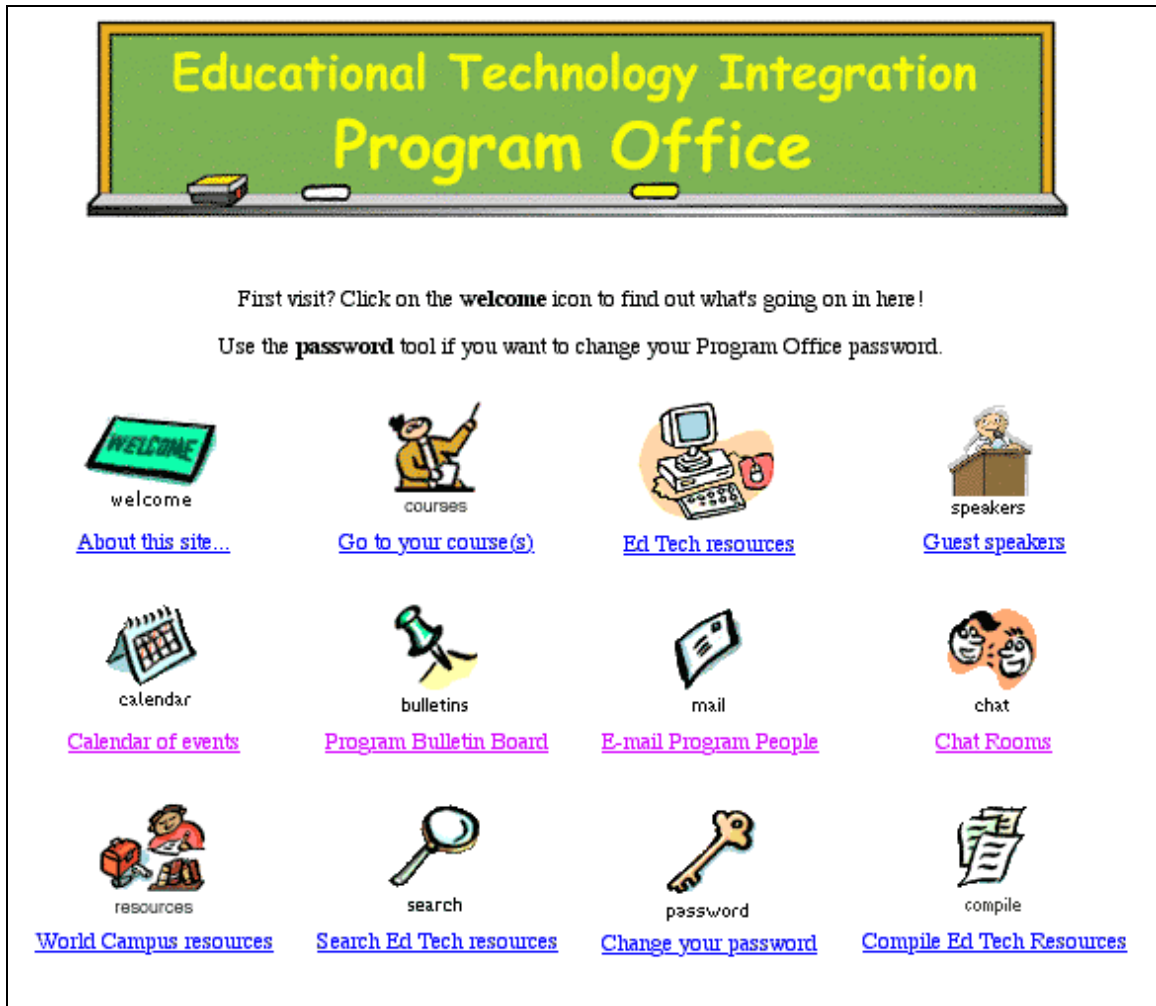 Educational Technology Integration
Program Office
First visit? Click on the welcome icon to find out what's going on in here!
Use the password tool if you want to change your Program Office password.
WELCOME
welcome
courses
speakers
About this site...
Go to your course(s)
Ed Tech resources
Guest speakers
calendar
bulletins
mail
chat
Calendar of events
Program Bulletin Board
E-mail Program People
Chat Rooms
resources
search
password
compile
World Campus resources
Search Ed Tech resources
Change your password
Compile Ed Tech Resources